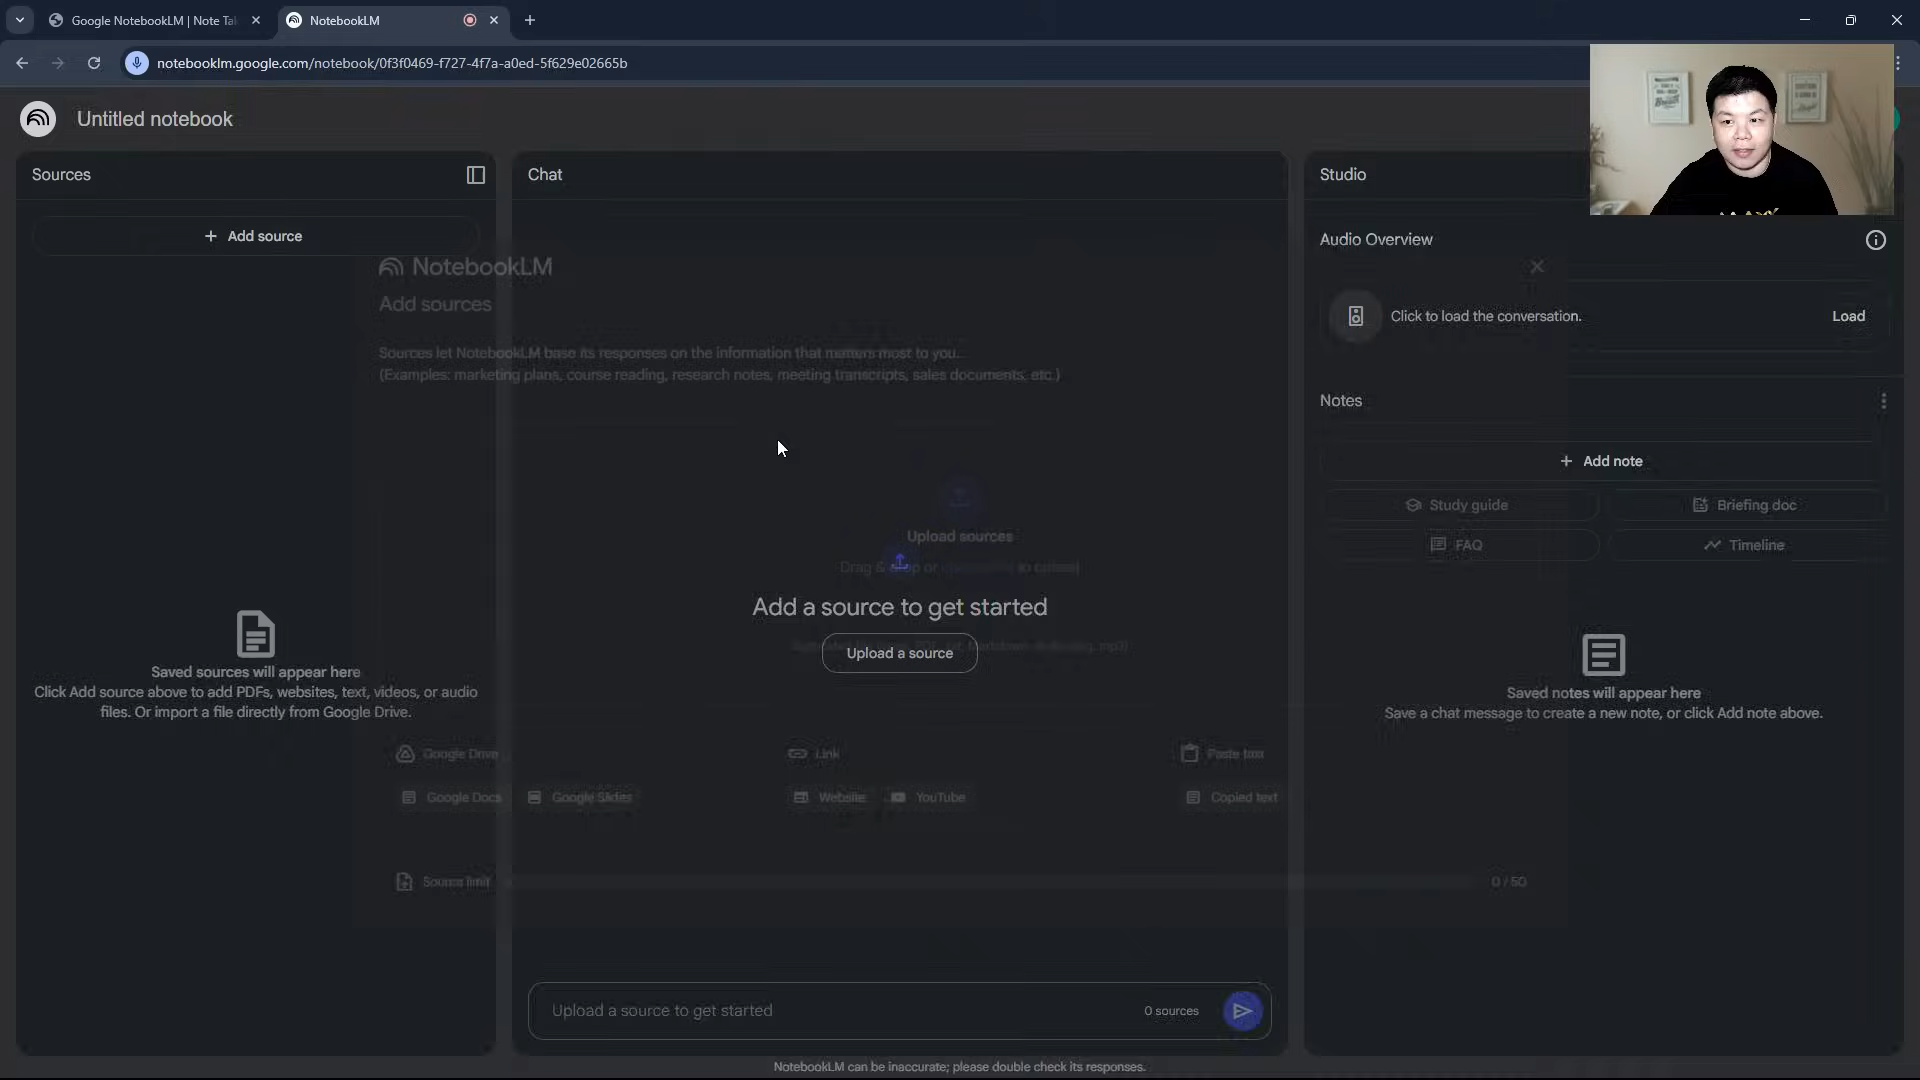 Google NotebookLM | Note Ta
NotebookLM
notebooklm.google.com/notebook/0f3f0469-f727-4f7a-a0ed-5f629e02665b
Untitled notebook
Sources
Add source
Saved sources will appear here
Click Add source above to add PDFs, websites, text, videos, or audio
files. Or import a file directly from Google Drive.
Chat
NotebookLM
Add sources
Sources let NotebookLM base its responses on the information that matters most to you.
(Examples: marketing plans, course reading, research notes, meeting transcripts, sales documents, etc.)
Upload sources
Drag & drop or
Add a source to get started
Upload a source
Google Drive
Link
Paste text
Google Docs
Google Slides
Website
YouTube
Copied text
Source limit
0 / 50
Upload a source to get started
0 sources
Studio
Audio Overview
Click to load the conversation.
Load
Notes
Add note
Study guide
Briefing doc
FAQ
Timeline
Saved notes will appear here
Save a chat message to create a new note, or click Add note above.
NotebookLM can be inaccurate; please double check its responses.